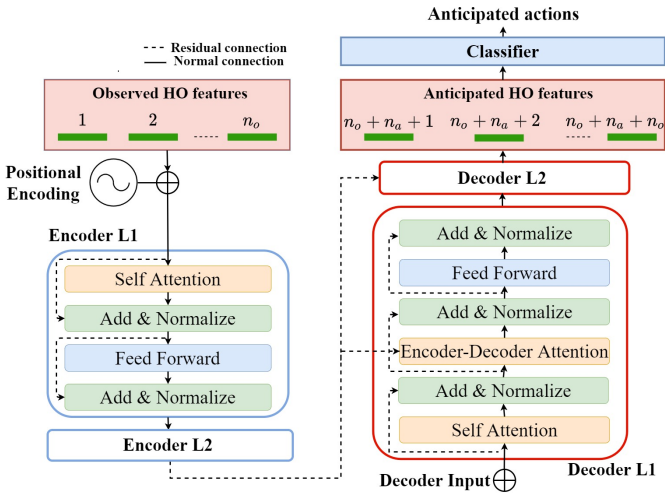 Residual connection
Normal connection
Observed HO features
1 2 n_o
Positional
Encoding
Encoder L1
Self Attention
Add & Normalize
Feed Forward
Add & Normalize
Encoder L2
Anticipated actions
Classifier
Anticipated HO features
n_o + n_a + 1 n_o + n_a + 2 n_o + n_a + n_o
Decoder L2
Add & Normalize
Feed Forward
Add & Normalize
Encoder-Decoder Attention
Add & Normalize
Self Attention
Decoder L1
Decoder Input